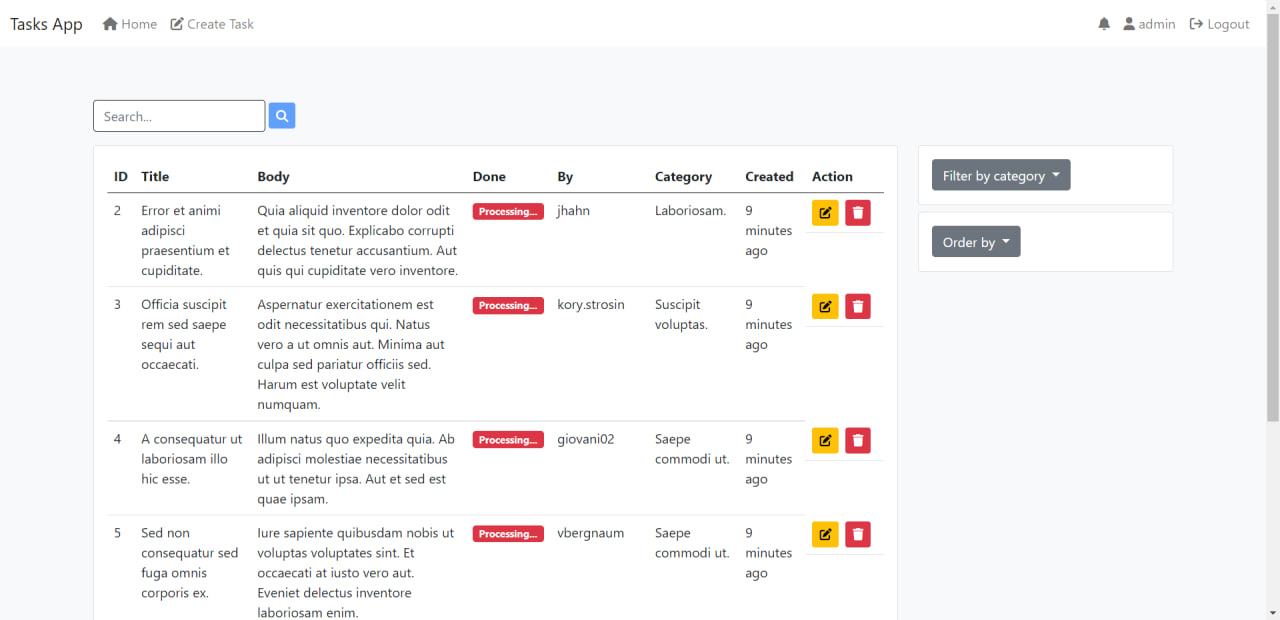 Tasks App Home Create Task admin Logout
Search...
ID Title Body Done By Category Created Action
Filter by category
Order by
2 Error et animi Quia aliquid inventore dolor odit Processing... jhahn Laboriosam. 9
adipisci et quia sit quo. Explicabo corrupti minutes
praesentium et delectus tenetur accusantium. Aut ago
cupiditate. quis qui cupiditate vero inventore.
3 Officia suscipit Aspernatur exercitationem est Processing... kory.strosin Suscipit 9
rem sed saepe odit necessitatibus qui. Natus voluptas. minutes
sequi aut vero a ut omnis aut. Minima aut ago
occaecati. culpa sed pariatur officiis sed.
Harum est voluptate velit
numquam.
4 A consequatur ut Illum natus quo expedita quia. Ab Processing... giovani02 Saepe 9
laboriosam illo adipisci molestiae necessitatibus commodi ut. minutes
hic esse. ut ut tenetur ipsa. Aut et sed est ago
quae ipsam.
5 Sed non Iure sapiente quibusdam nobis ut Processing... vbergnaum Saepe 9
consequatur sed voluptas voluptates sint. Et commodi ut. minutes
fuga omnis occaecati at iusto vero aut. ago
corporis ex. Eveniet delectus inventore
laboriosam enim.